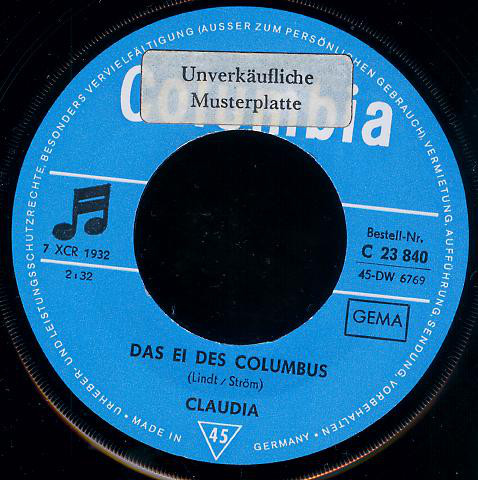 URHEBER- UND LEISTUNGSSCHUTZRECHTE, BESONDERS VERVIELFÄLTIGUNG (AUSSER ZUM PERSÖNLICHEN GEBRAUCH), VERMIETUNG, AUFFÜHRUNG, SENDUNG, VORBEHALTEN • MADE IN GERMANY •
Unverkäufliche
Musterplatte
Columbia
7 XCR 1932
2:32
Bestell-Nr.
C 23 840
45-DW 6769
GEMA
DAS EI DES COLUMBUS
(Lindt / Ström)
CLAUDIA
45